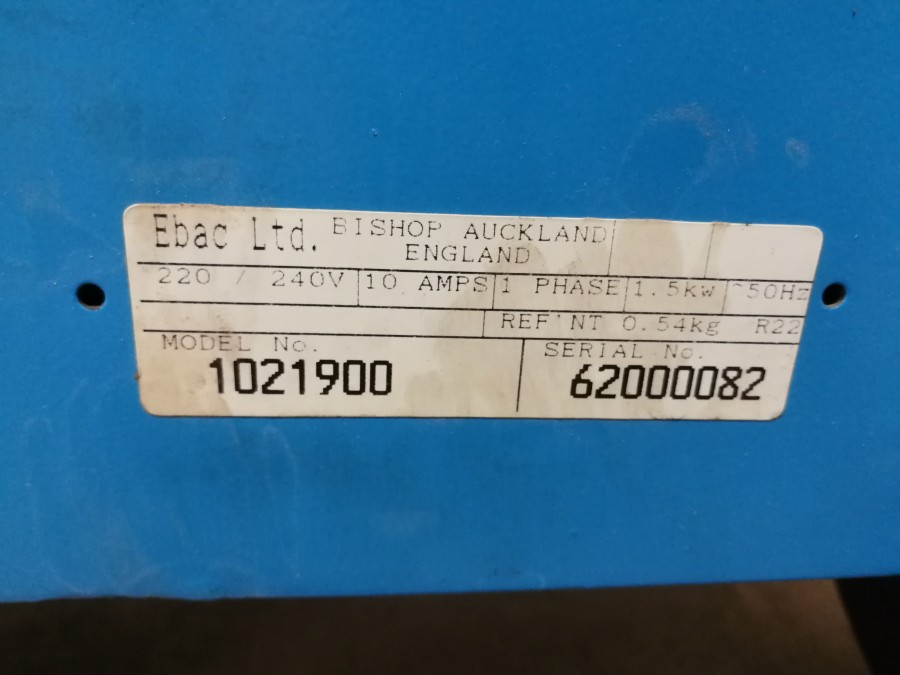 Ebac Ltd. BISHOP AUCKLAND
ENGLAND
220 / 240V 10 AMPS 1 PHASE 1.5kW ~50Hz
REF'NT 0.54kg R22
MODEL No. SERIAL No.
1021900 62000082